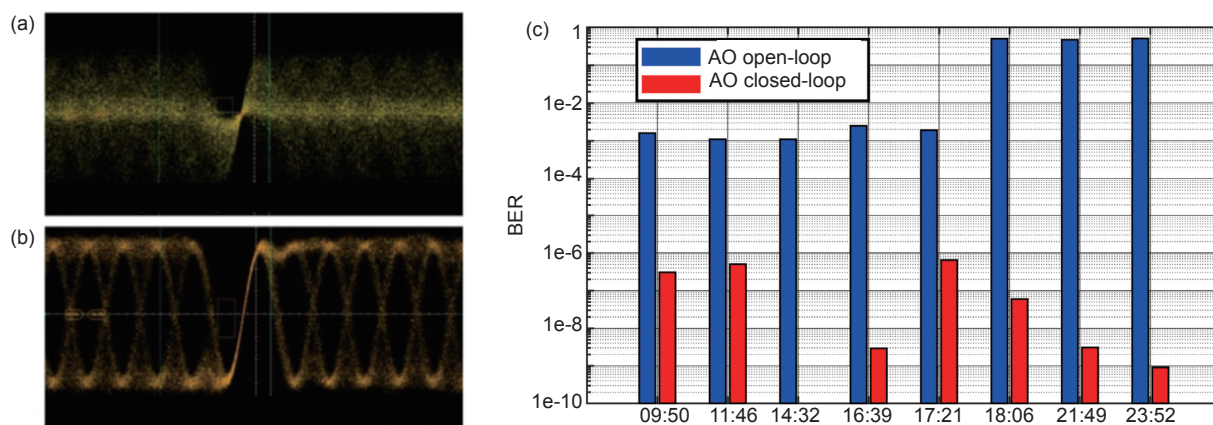 (a)
(b)
(c)
AO open-loop
AO closed-loop
BER
1
1e-2
1e-4
1e-6
1e-8
1e-10
09:50 11:46 14:32 16:39 17:21 18:06 21:49 23:52